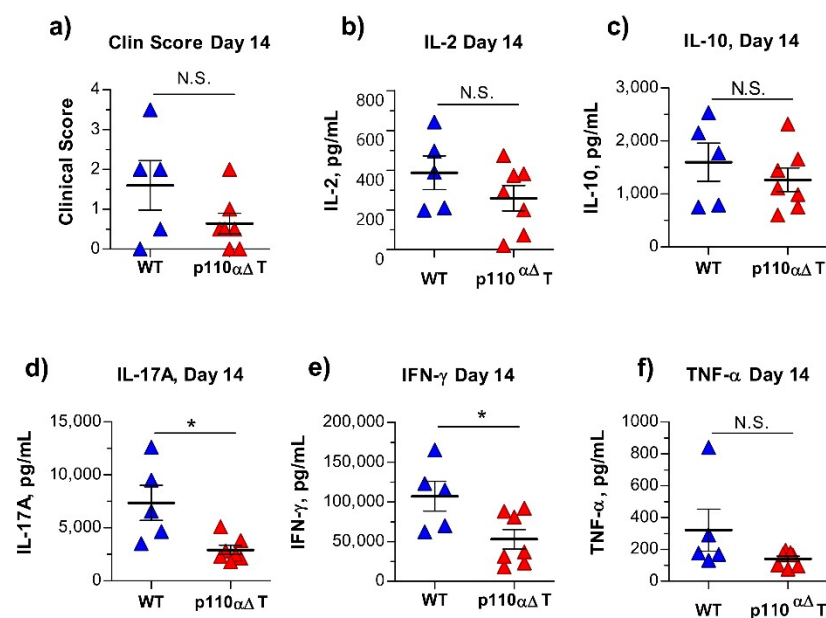 a) Clin Score Day 14
N.S.
Clinical Score
4
3
2
1
0
WT p110αΔ T
b) IL-2 Day 14
N.S.
IL-2, pg/mL
800
600
400
200
0
WT p110 αΔ T
c) IL-10, Day 14
N.S.
IL-10, pg/mL
3,000
2,000
1,000
0
WT p110αΔ T
d) IL-17A, Day 14
*
IL-17A, pg/mL
15,000
10,000
5,000
0
WT p110αΔ T
e) IFN-γ Day 14
*
IFN-γ, pg/mL
200,000
150,000
100,000
50,000
0
WT p110αΔ T
f) TNF-α Day 14
N.S.
TNF-α, pg/mL
1000
800
600
400
200
0
WT p110 αΔ T